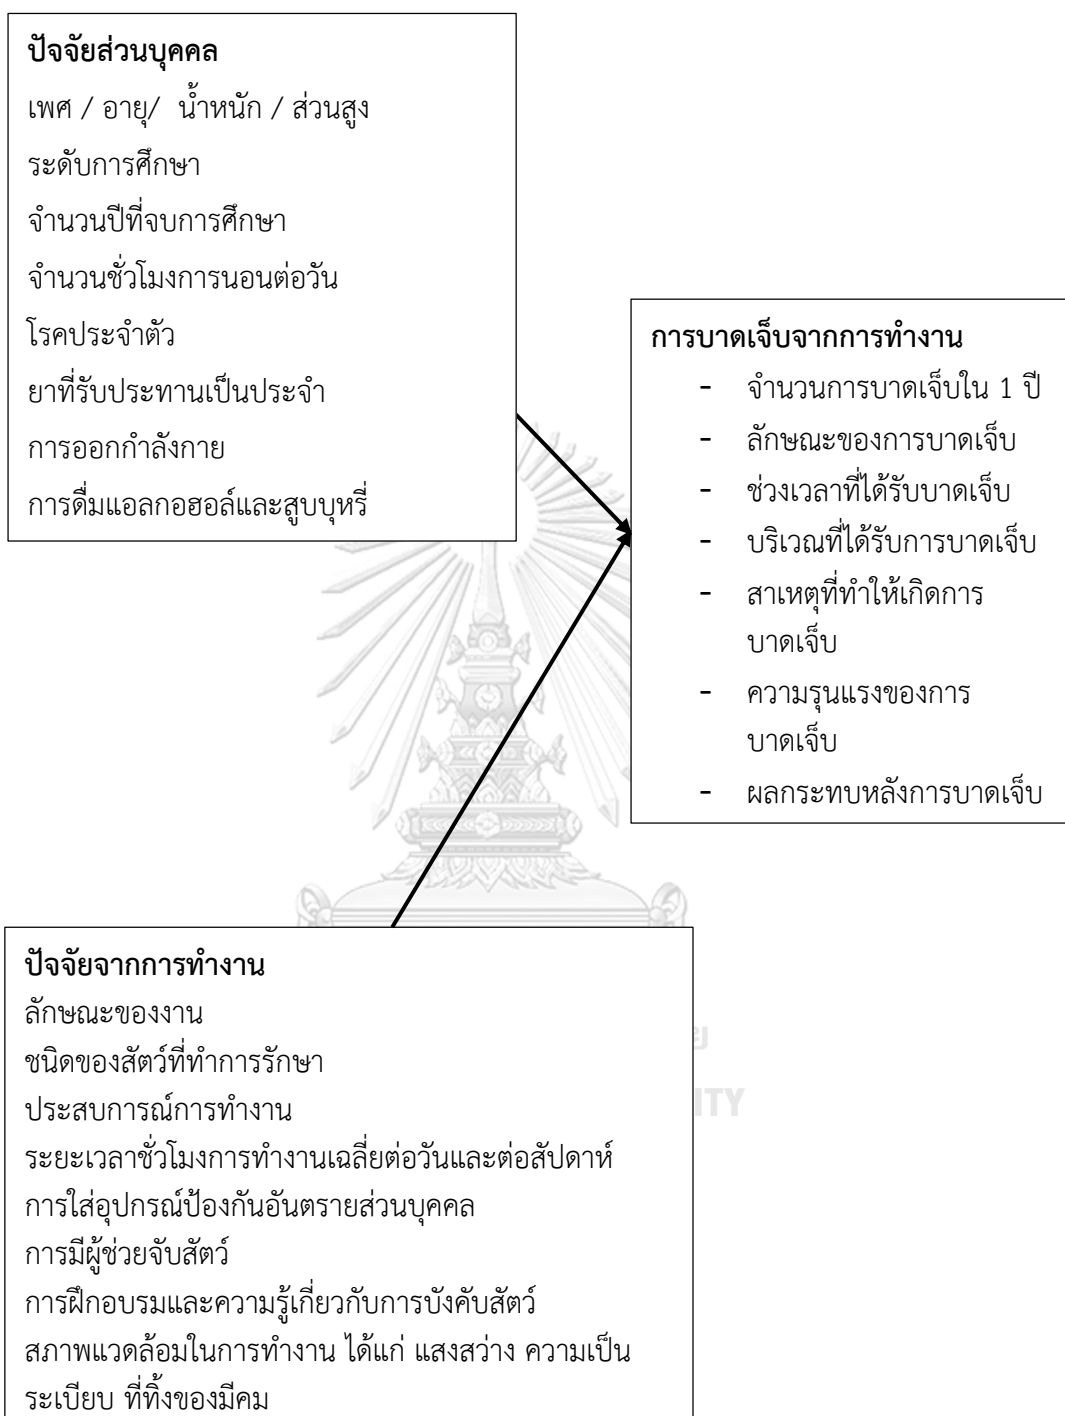 ปัจจัยส่วนบุคคล
เพศ / อายุ/ น้ำหนัก / ส่วนสูง
ระดับการศึกษา
จำนวนปีที่จบการศึกษา
จำนวนชั่วโมงการนอนต่อวัน
โรคประจำตัว
ยาที่รับประทานเป็นประจำ
การออกกำลังกาย
การดื่มแอลกอฮอล์และสูบบุหรี่
การบาดเจ็บจากการทำงาน
- จำนวนการบาดเจ็บใน 1 ปี
- ลักษณะของการบาดเจ็บ
- ช่วงเวลาที่ได้รับบาดเจ็บ
- บริเวณที่ได้รับการบาดเจ็บ
- สาเหตุที่ทำให้เกิดการ
บาดเจ็บ
- ความรุนแรงของการ
บาดเจ็บ
- ผลกระทบหลังการบาดเจ็บ
ปัจจัยจากการทำงาน
ลักษณะของงาน
ชนิดของสัตว์ที่ทำการรักษา
ประสบการณ์การทำงาน
ระยะเวลาชั่วโมงการทำงานเฉลี่ยต่อวันและต่อสัปดาห์
การใส่อุปกรณ์ป้องกันอันตรายส่วนบุคคล
การมีผู้ช่วยจับสัตว์
การฝึกอบรมและความรู้เกี่ยวกับการบังคับสัตว์
สภาพแวดล้อมในการทำงาน ได้แก่ แสงสว่าง ความเป็น
ระเบียบ ที่ทิ้งของมีคม
ย
ITY